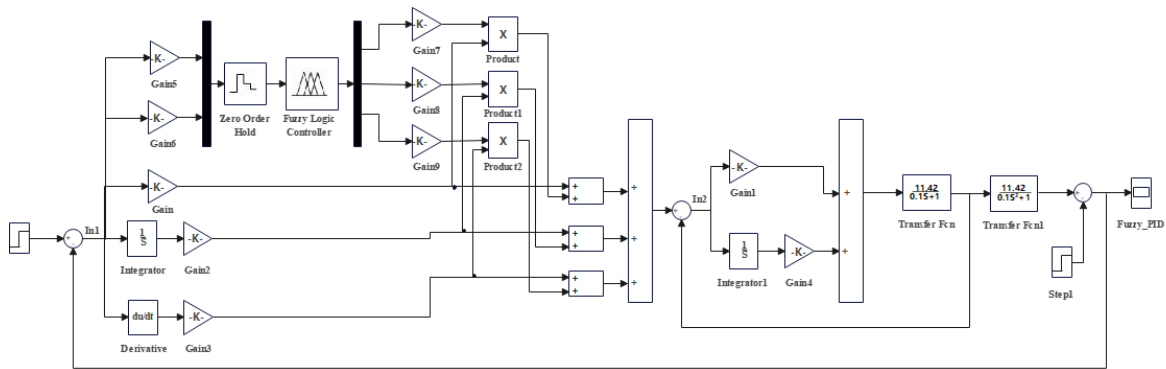 -K-
Gain7
X
Product
-K-
Gain5
-K-
Gain6
Zero Order
Hold
Fuzzy Logic
Controller
-K-
Gain8
X
Product1
-K-
Gain9
X
Product2
-K-
Gain
+
+
+
-K-
Gain1
+
11.42
0.1S+1
Transfer Fcn
11.42
0.1S²+1
Transfer Fcn1
Fuzzy_PID
In1
In2
1
S
Integrator
-K-
Gain2
+
+
+
1
S
Integrator1
-K-
Gain4
+
Step1
+
+
+
du/dt
Derivative
-K-
Gain3